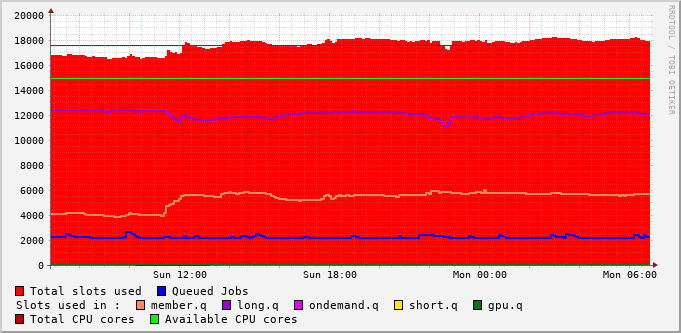 RRDTOOL / TOBI OETIKER
20000
18000
16000
14000
12000
10000
8000
6000
4000
2000
0
Sun 12:00 Sun 18:00 Mon 00:00 Mon 06:00
Total slots used Queued Jobs
Slots used in : member.q long.q ondemand.q short.q gpu.q
Total CPU cores Available CPU cores